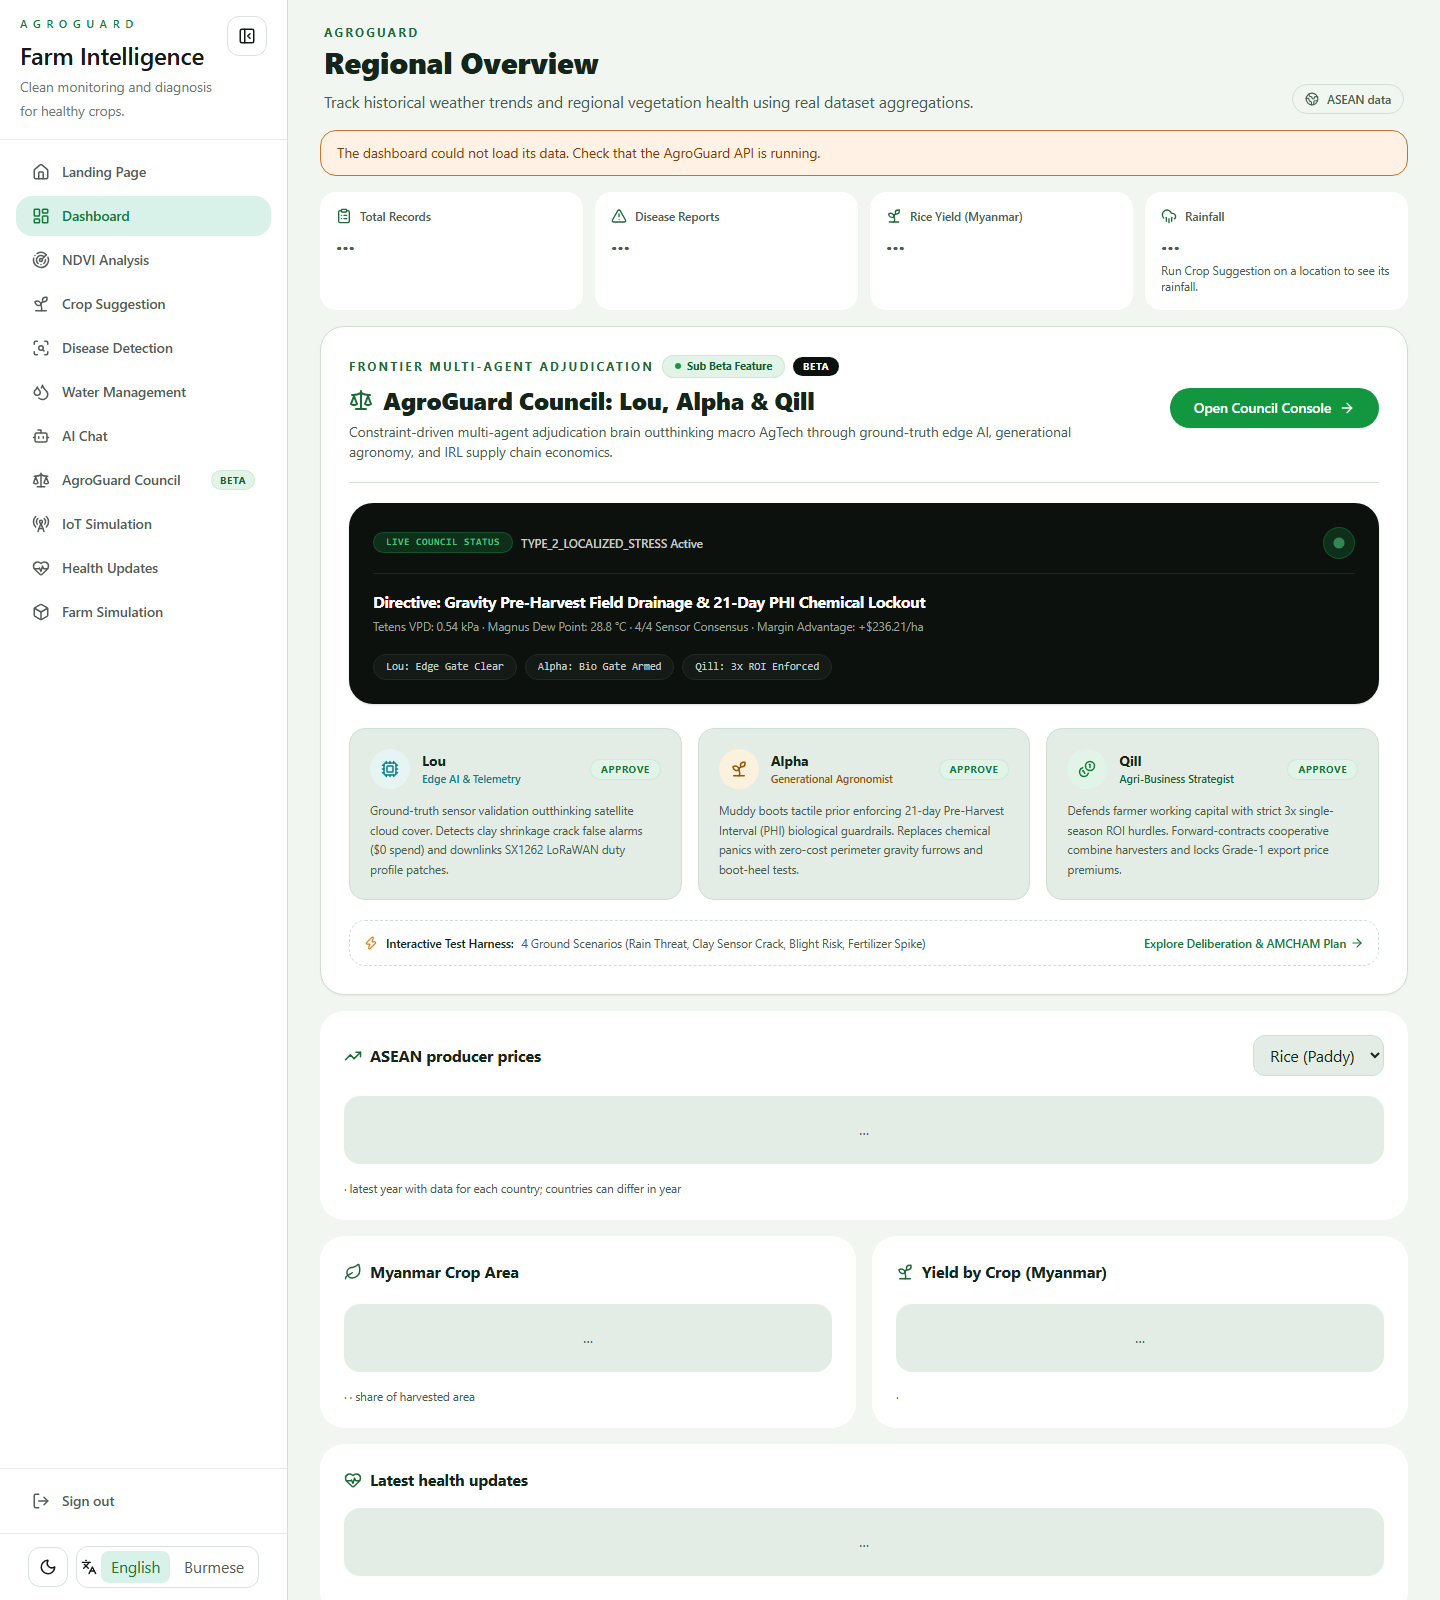 AGROGUARD
Farm Intelligence
Clean monitoring and diagnosis
for healthy crops.
Landing Page
Dashboard
NDVI Analysis
Crop Suggestion
Disease Detection
Water Management
AI Chat
AgroGuard Council BETA
IoT Simulation
Health Updates
Farm Simulation
Sign out
English Burmese
AGROGUARD
Regional Overview
Track historical weather trends and regional vegetation health using real dataset aggregations.
ASEAN data
The dashboard could not load its data. Check that the AgroGuard API is running.
Total Records
...
Disease Reports
...
Rice Yield (Myanmar)
...
Rainfall
...
Run Crop Suggestion on a location to see its
rainfall.
FRONTIER MULTI-AGENT ADJUDICATION Sub Beta Feature BETA
AgroGuard Council: Lou, Alpha & Qill
Constraint-driven multi-agent adjudication brain outthinking macro AgTech through ground-truth edge AI, generational
agronomy, and IRL supply chain economics.
Open Council Console →
LIVE COUNCIL STATUS TYPE_2_LOCALIZED_STRESS Active
Directive: Gravity Pre-Harvest Field Drainage & 21-Day PHI Chemical Lockout
Tetens VPD: 0.54 kPa · Magnus Dew Point: 28.8 °C · 4/4 Sensor Consensus · Margin Advantage: +$236.21/ha
Lou: Edge Gate Clear Alpha: Bio Gate Armed Qill: 3x ROI Enforced
Lou
Edge AI & Telemetry
APPROVE
Ground-truth sensor validation outthinking satellite
cloud cover. Detects clay shrinkage crack false alarms
($0 spend) and downlinks SX1262 LoRaWAN duty
profile patches.
Alpha
Generational Agronomist
APPROVE
Muddy boots tactile prior enforcing 21-day Pre-Harvest
Interval (PHI) biological guardrails. Replaces chemical
panics with zero-cost perimeter gravity furrows and
boot-heel tests.
Qill
Agri-Business Strategist
APPROVE
Defends farmer working capital with strict 3x single-
season ROI hurdles. Forward-contracts cooperative
combine harvesters and locks Grade-1 export price
premiums.
Interactive Test Harness: 4 Ground Scenarios (Rain Threat, Clay Sensor Crack, Blight Risk, Fertilizer Spike)
Explore Deliberation & AMCHAM Plan →
ASEAN producer prices
Rice (Paddy)
...
· latest year with data for each country; countries can differ in year
Myanmar Crop Area
...
· · share of harvested area
Yield by Crop (Myanmar)
...
·
Latest health updates
...